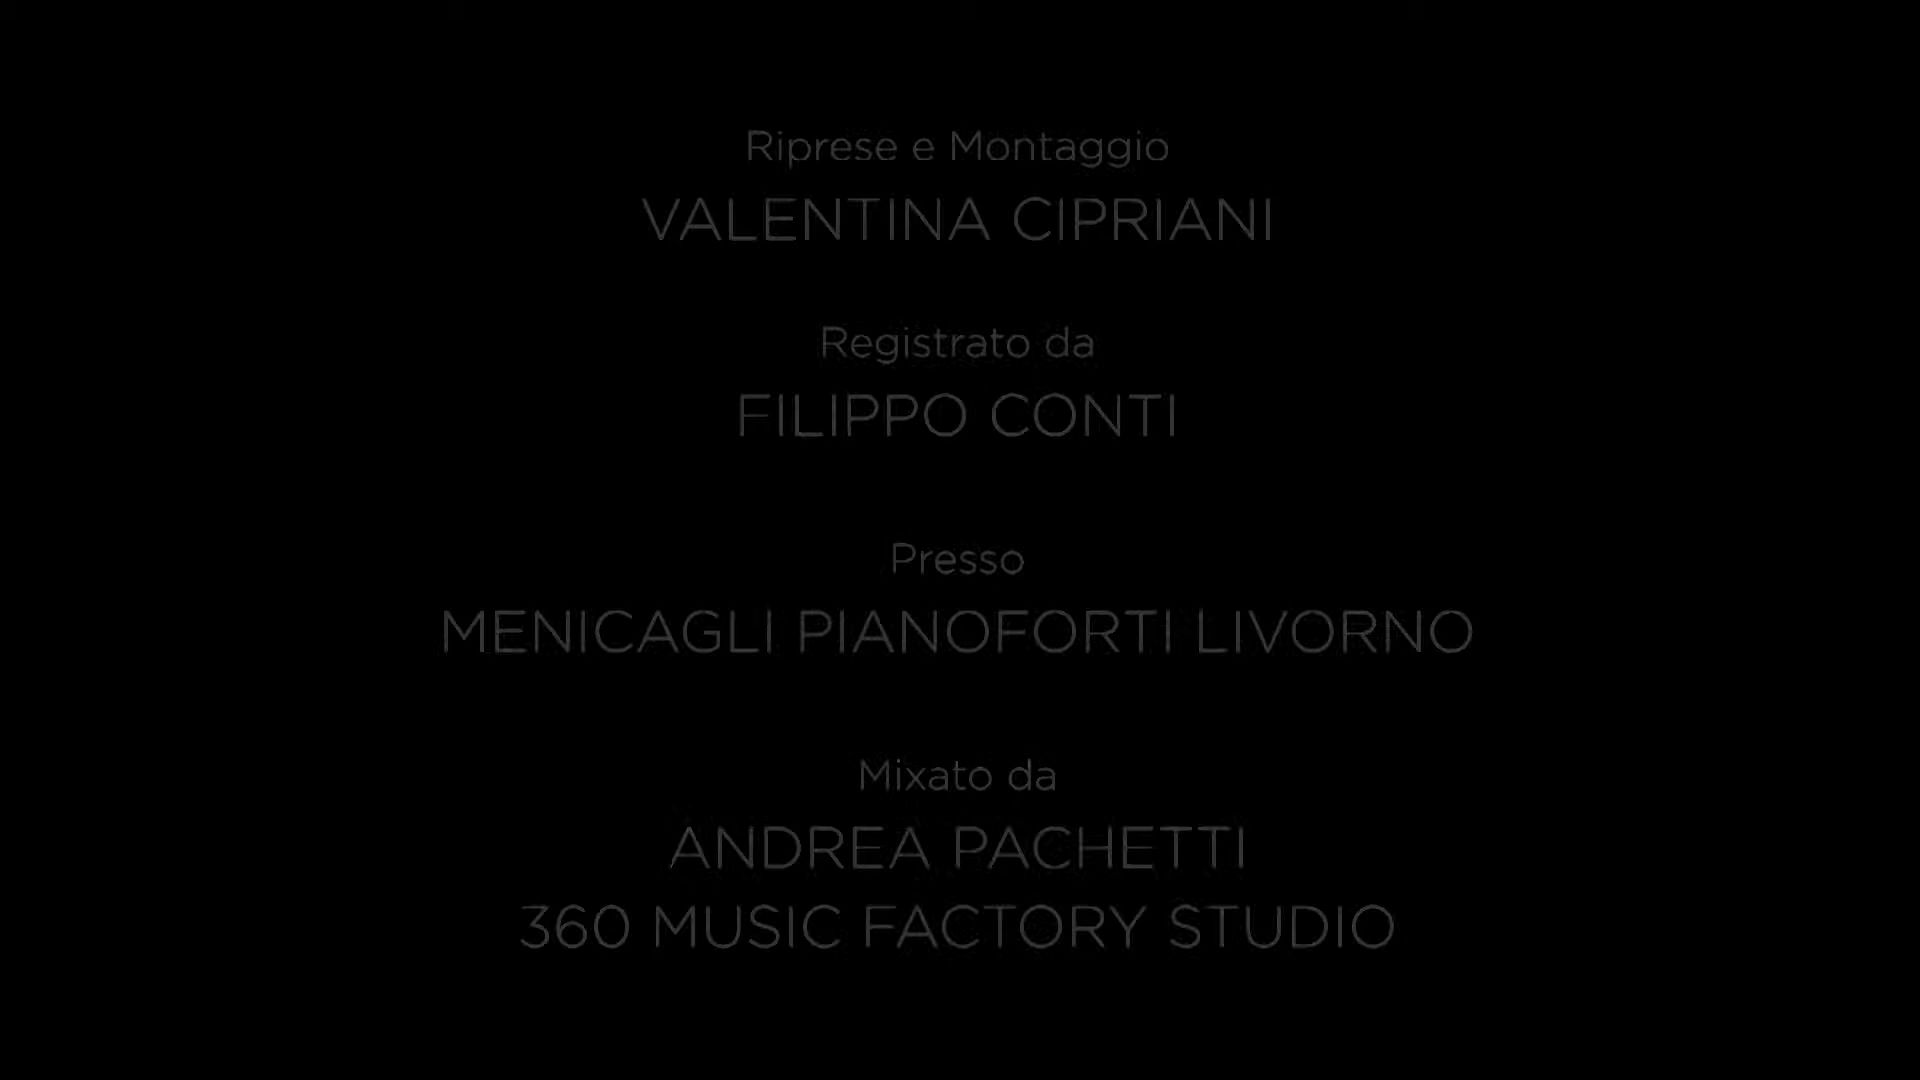 Riprese e Montaggio
VALENTINA CIPRIANI
Registrato da
FILIPPO CONTI
Presso
MENICAGLI PIANOFORTI LIVORNO
Mixato da
ANDREA PACHETTI
360 MUSIC FACTORY STUDIO